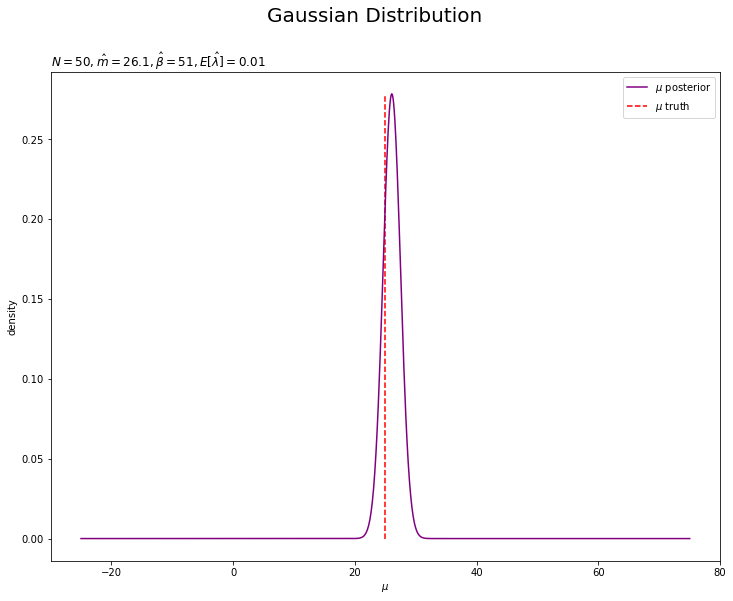 Gaussian Distribution
N = 50, m̂ = 26.1, β̂ = 51, E[λ̂] = 0.01
μ posterior
μ truth
0.25
0.20
0.15
0.10
0.05
0.00
density
−20
0
20
40
60
80
μ